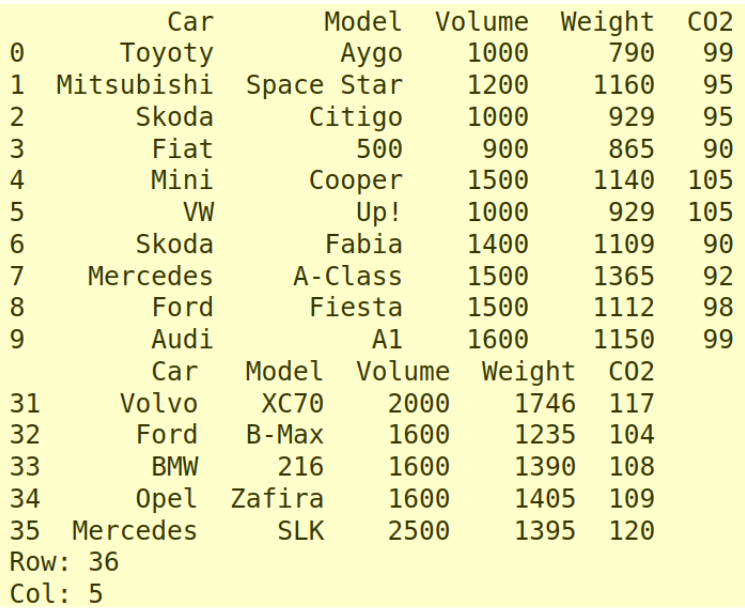 Car Model Volume Weight CO2
0 Toyoty Aygo 1000 790 99
1 Mitsubishi Space Star 1200 1160 95
2 Skoda Citigo 1000 929 95
3 Fiat 500 900 865 90
4 Mini Cooper 1500 1140 105
5 VW Up! 1000 929 105
6 Skoda Fabia 1400 1109 90
7 Mercedes A-Class 1500 1365 92
8 Ford Fiesta 1500 1112 98
9 Audi A1 1600 1150 99
Car Model Volume Weight CO2
31 Volvo XC70 2000 1746 117
32 Ford B-Max 1600 1235 104
33 BMW 216 1600 1390 108
34 Opel Zafira 1600 1405 109
35 Mercedes SLK 2500 1395 120
Row: 36
Col: 5